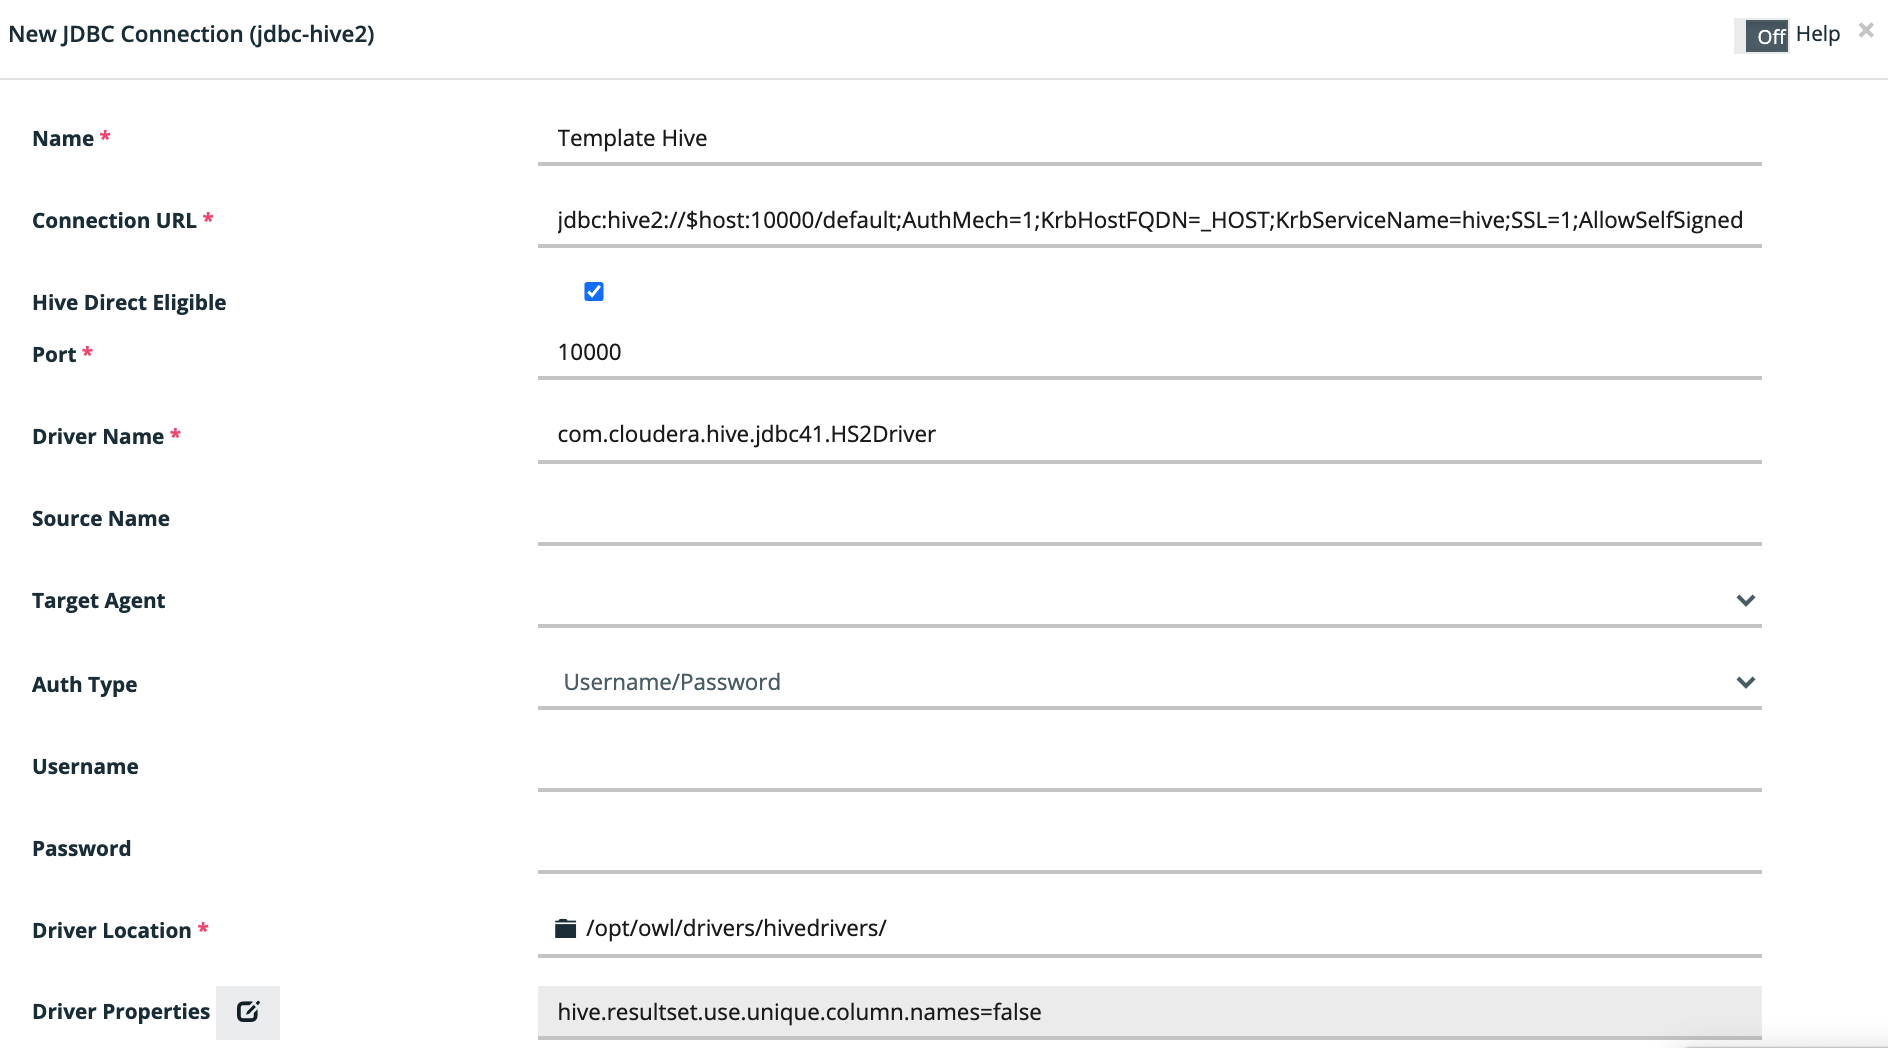 New JDBC Connection (jdbc-hive2) Off Help
Name * Template Hive
Connection URL * jdbc:hive2://$host:10000/default;AuthMech=1;KrbHostFQDN=_HOST;KrbServiceName=hive;SSL=1;AllowSelfSigned
Hive Direct Eligible
Port * 10000
Driver Name * com.cloudera.hive.jdbc41.HS2Driver
Source Name
Target Agent
Auth Type Username/Password
Username
Password
Driver Location * /opt/owl/drivers/hivedrivers/
Driver Properties hive.resultset.use.unique.column.names=false